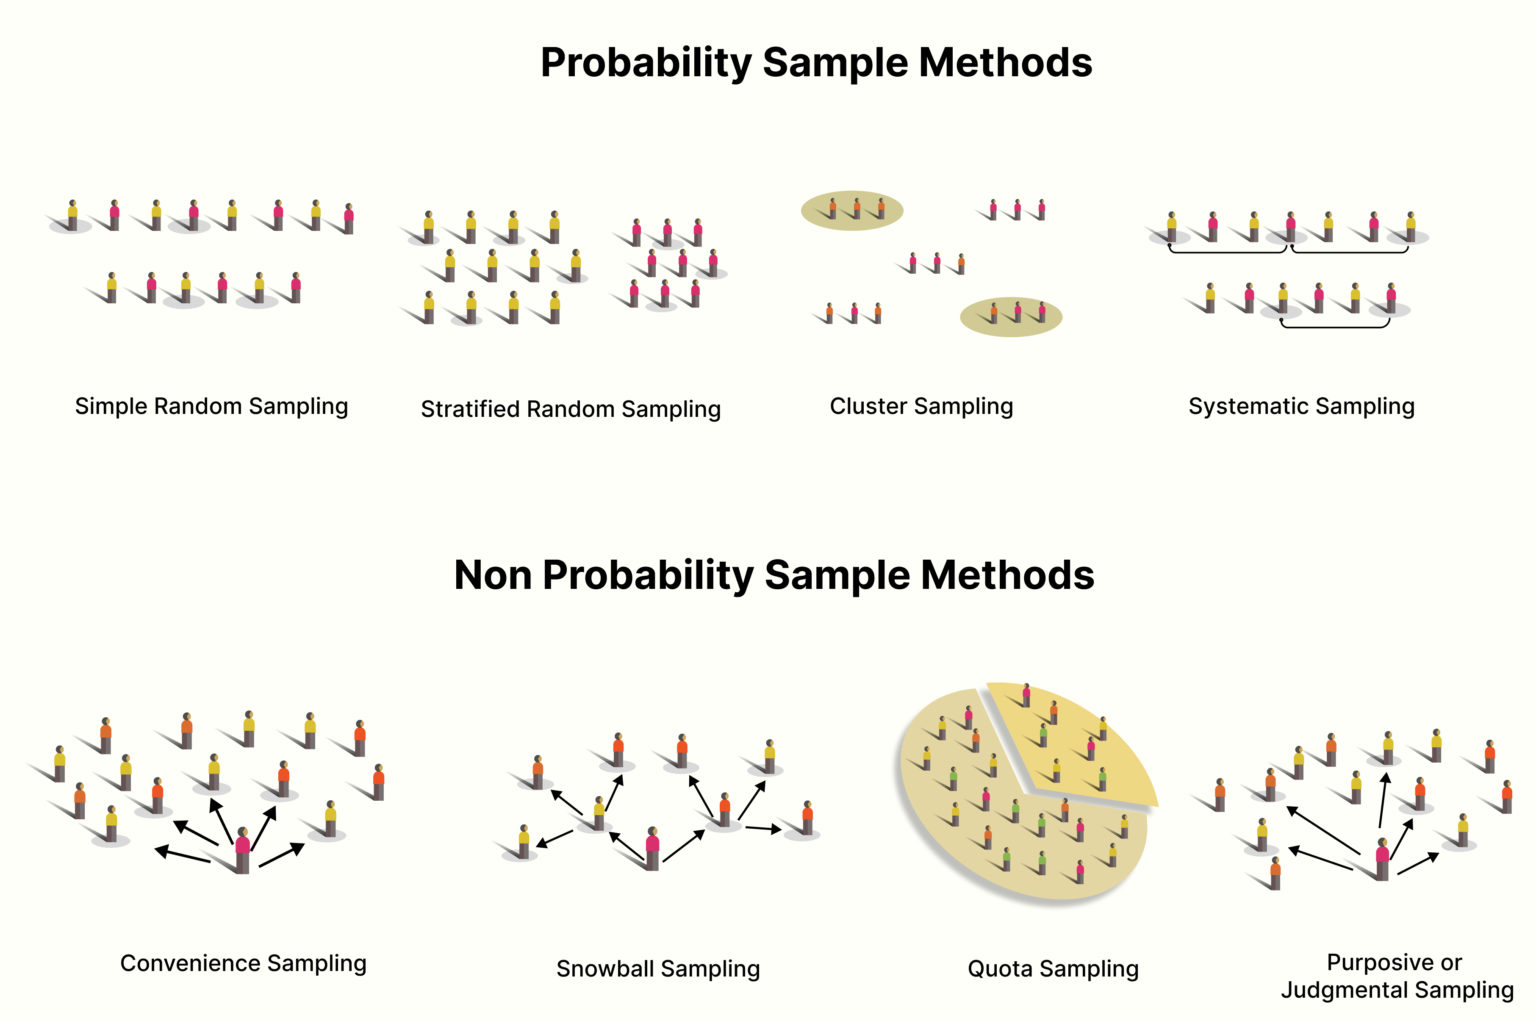 Probability Sample Methods
Simple Random Sampling
Stratified Random Sampling
Cluster Sampling
Systematic Sampling
Non Probability Sample Methods
Convenience Sampling
Snowball Sampling
Quota Sampling
Purposive or
Judgmental Sampling